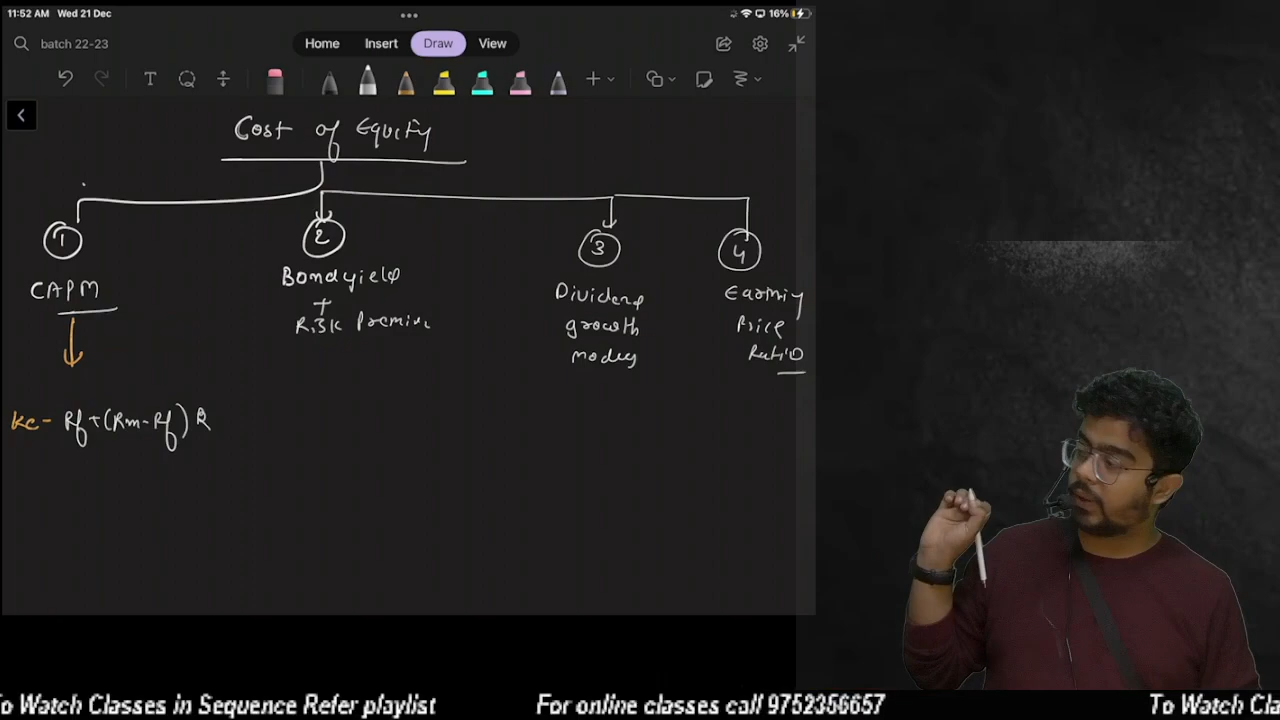 11:52 AM Wed 21 Dec
16%
batch 22-23
Home Insert Draw View
Cost of Equity
1 2 3 4
CAPM
Bond yield
+
Risk Premium
Dividend
growth
Earning
Price
Ratio
Ke - Rf + (Rm - Rf)
To Watch Classes in Sequence Refer playlist
For online classes call 9752356657
To Watch Cla